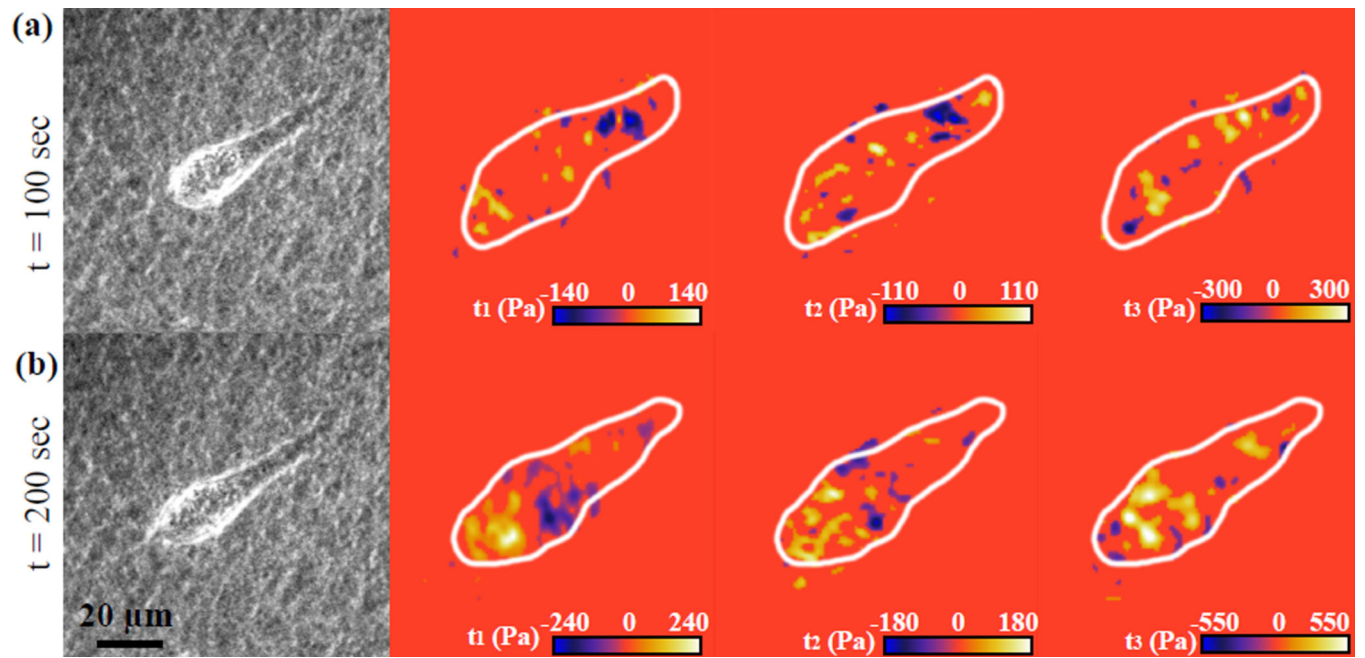 (a)
t = 100 sec
t1 (Pa) -140 0 140
t2 (Pa) -110 0 110
t3 (Pa) -300 0 300
(b)
t = 200 sec
20 μm
t1 (Pa) -240 0 240
t2 (Pa) -180 0 180
t3 (Pa) -550 0 550